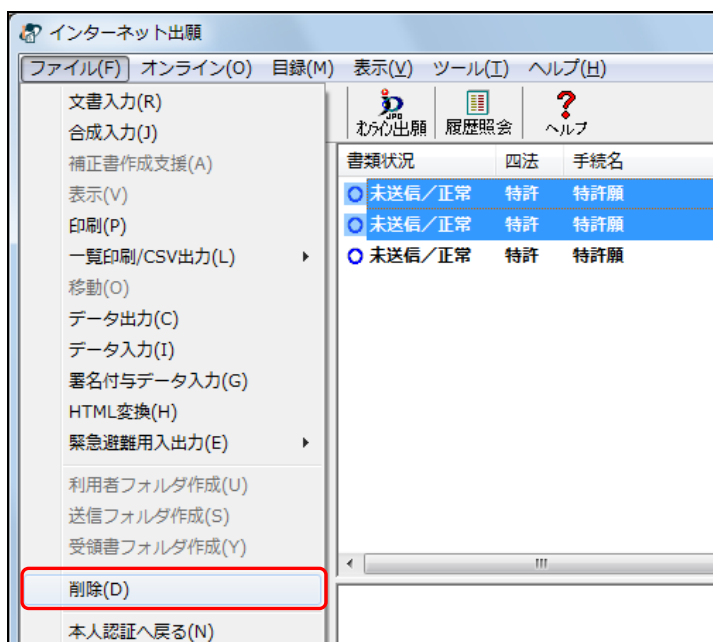 インターネット出願
ファイル(F) オンライン(O) 目録(M) 表示(V) ツール(T) ヘルプ(H)
文書入力(R)
合成入力(J)
補正書作成支援(A)
表示(V)
印刷(P)
一覧印刷/CSV出力(L)
移動(O)
データ出力(C)
データ入力(I)
署名付与データ入力(G)
HTML変換(H)
緊急避難用入出力(E)
利用者フォルダ作成(U)
送信フォルダ作成(S)
受領書フォルダ作成(Y)
削除(D)
本人認証へ戻る(N)
JPO
オンライン出願 履歴照会 ヘルプ
書類状況 四法 手続名
未送信／正常 特許 特許願
未送信／正常 特許 特許願
未送信／正常 特許 特許願